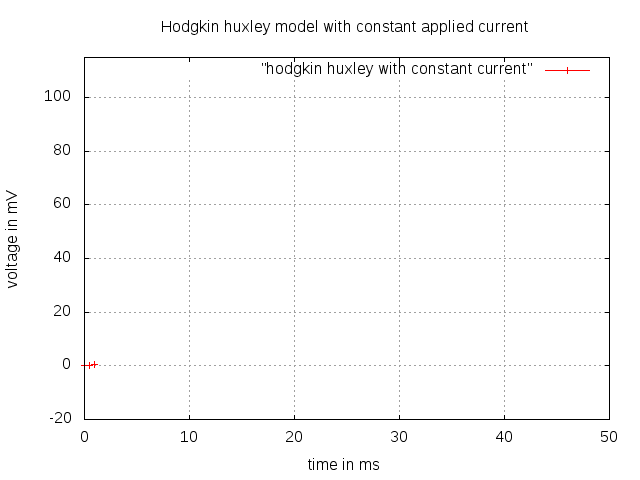 Hodgkin huxley model with constant applied current
"hodgkin huxley with constant current"
100
80
60
40
20
0
-20
voltage in mV
0 10 20 30 40 50
time in ms